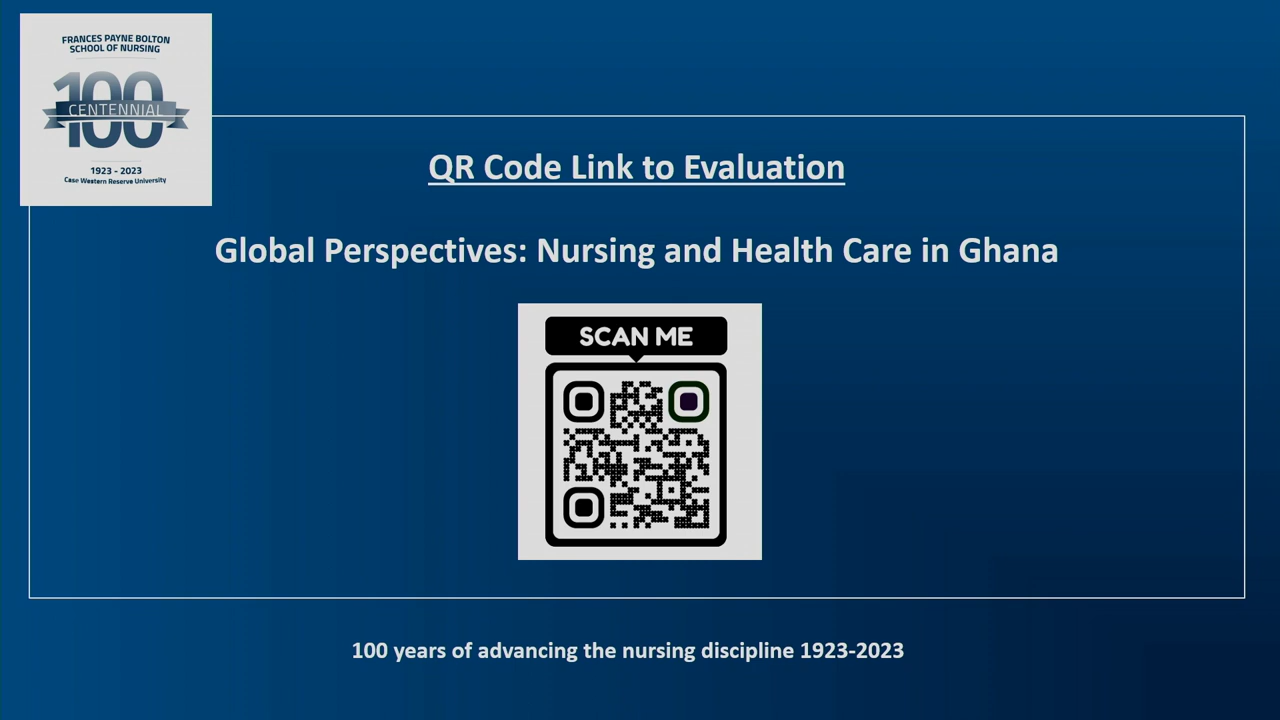 FRANCES PAYNE BOLTON
SCHOOL OF NURSING
100
CENTENNIAL
1923 - 2023
Case Western Reserve University
QR Code Link to Evaluation
Global Perspectives: Nursing and Health Care in Ghana
SCAN ME
100 years of advancing the nursing discipline 1923-2023